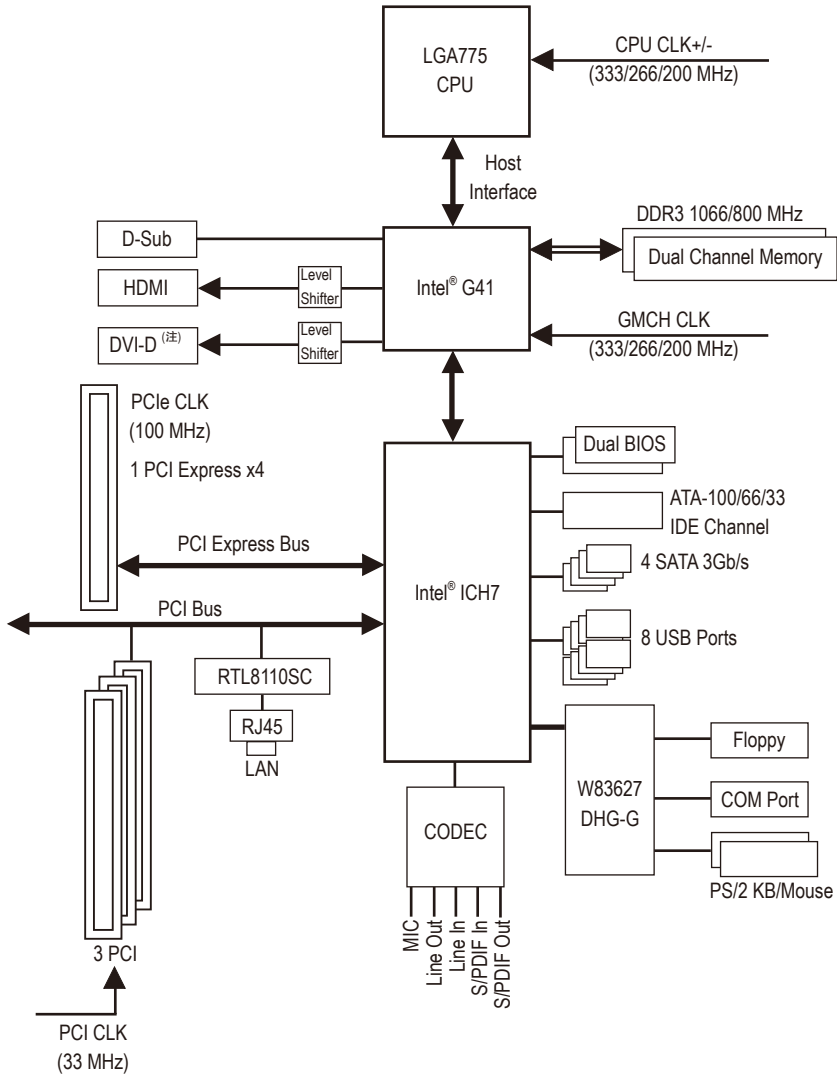 LGA775
CPU
CPU CLK+/-
(333/266/200 MHz)
Host
Interface
D-Sub
HDMI
Level
Shifter
DVI-D (注)
Level
Shifter
Intel® G41
DDR3 1066/800 MHz
Dual Channel Memory
GMCH CLK
(333/266/200 MHz)
PCIe CLK
(100 MHz)
1 PCI Express x4
PCI Express Bus
PCI Bus
Intel® ICH7
Dual BIOS
ATA-100/66/33
IDE Channel
4 SATA 3Gb/s
8 USB Ports
RTL8110SC
RJ45
LAN
W83627
DHG-G
Floppy
COM Port
PS/2 KB/Mouse
CODEC
MIC
Line Out
Line In
S/PDIF In
S/PDIF Out
3 PCI
PCI CLK
(33 MHz)